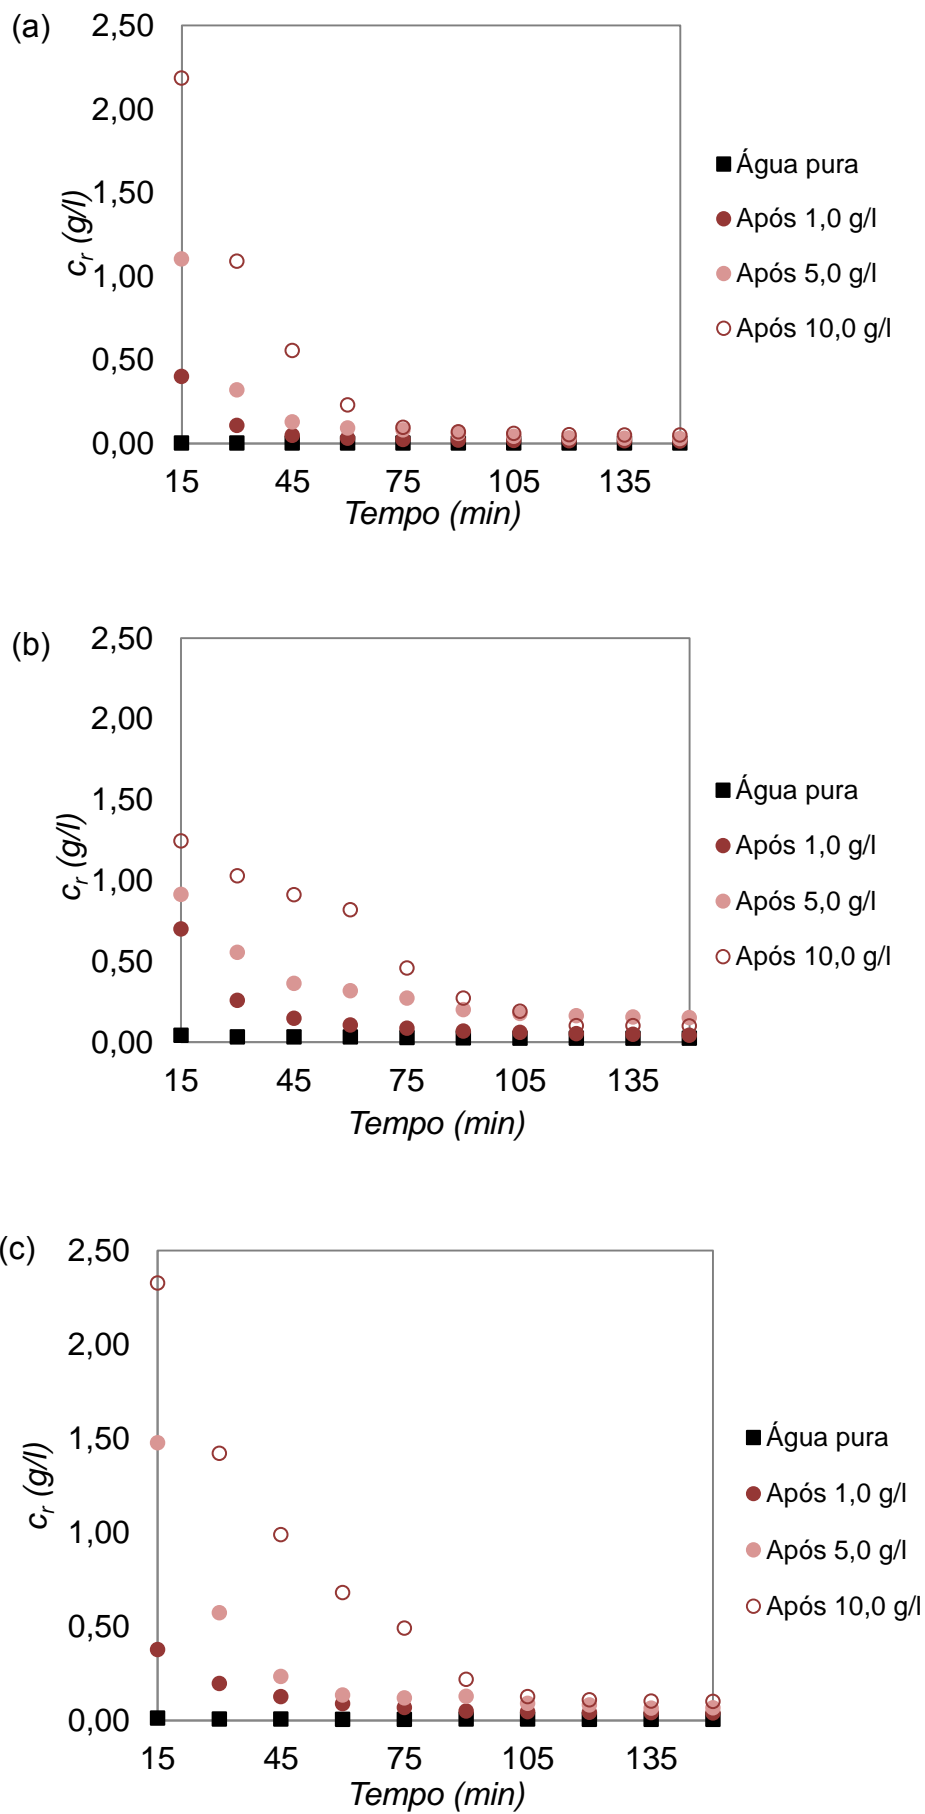 (a)
2,50
2,00
1,50
1,00
0,50
0,00
c_r (g/l)
15 45 75 105 135
Tempo (min)
Água pura
Após 1,0 g/l
Após 5,0 g/l
Após 10,0 g/l
(b)
2,50
2,00
1,50
1,00
0,50
0,00
c_r (g/l)
15 45 75 105 135
Tempo (min)
Água pura
Após 1,0 g/l
Após 5,0 g/l
Após 10,0 g/l
(c)
2,50
2,00
1,50
1,00
0,50
0,00
c_r (g/l)
15 45 75 105 135
Tempo (min)
Água pura
Após 1,0 g/l
Após 5,0 g/l
Após 10,0 g/l